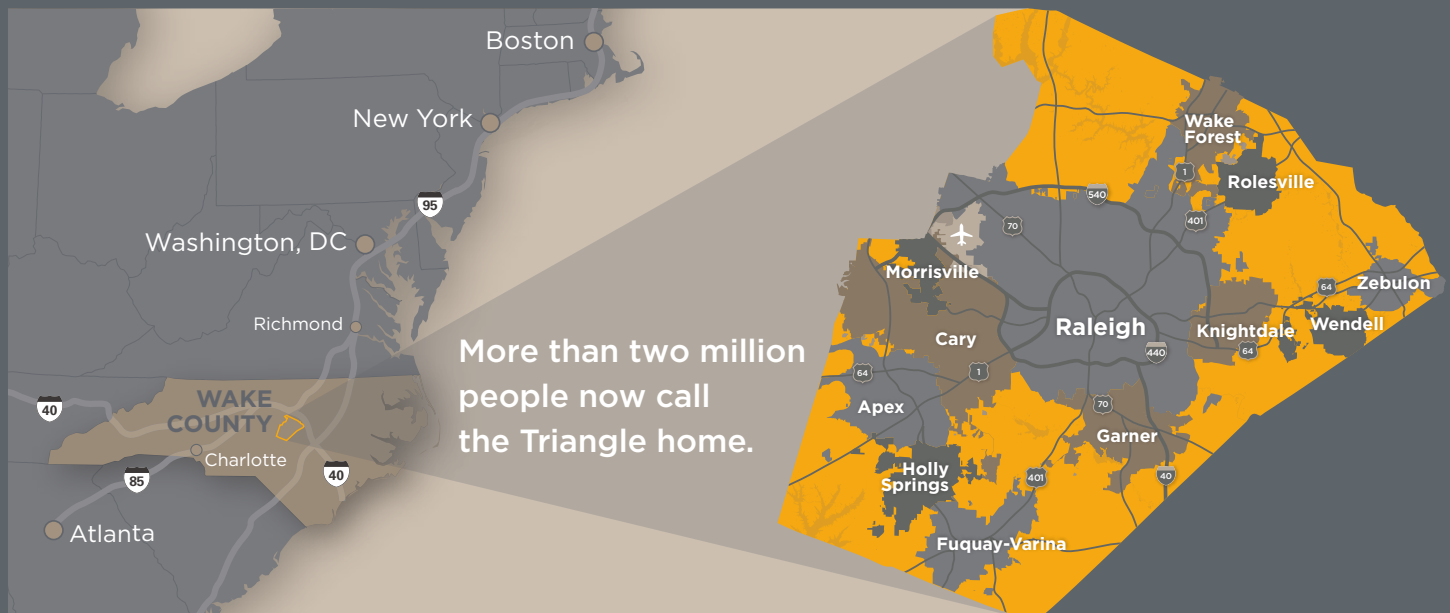 Boston
New York
95
Washington, DC
Richmond
WAKE
COUNTY
40
Charlotte
85
40
Atlanta
More than two million
people now call
the Triangle home.
Wake
Forest
1
Rolesville
540
401
70
Morrisville
Zebulon
64
Raleigh
Knightdale
Wendell
Cary
440
64
1
64
Apex
70
Garner
Holly
Springs
401
40
Fuquay-Varina